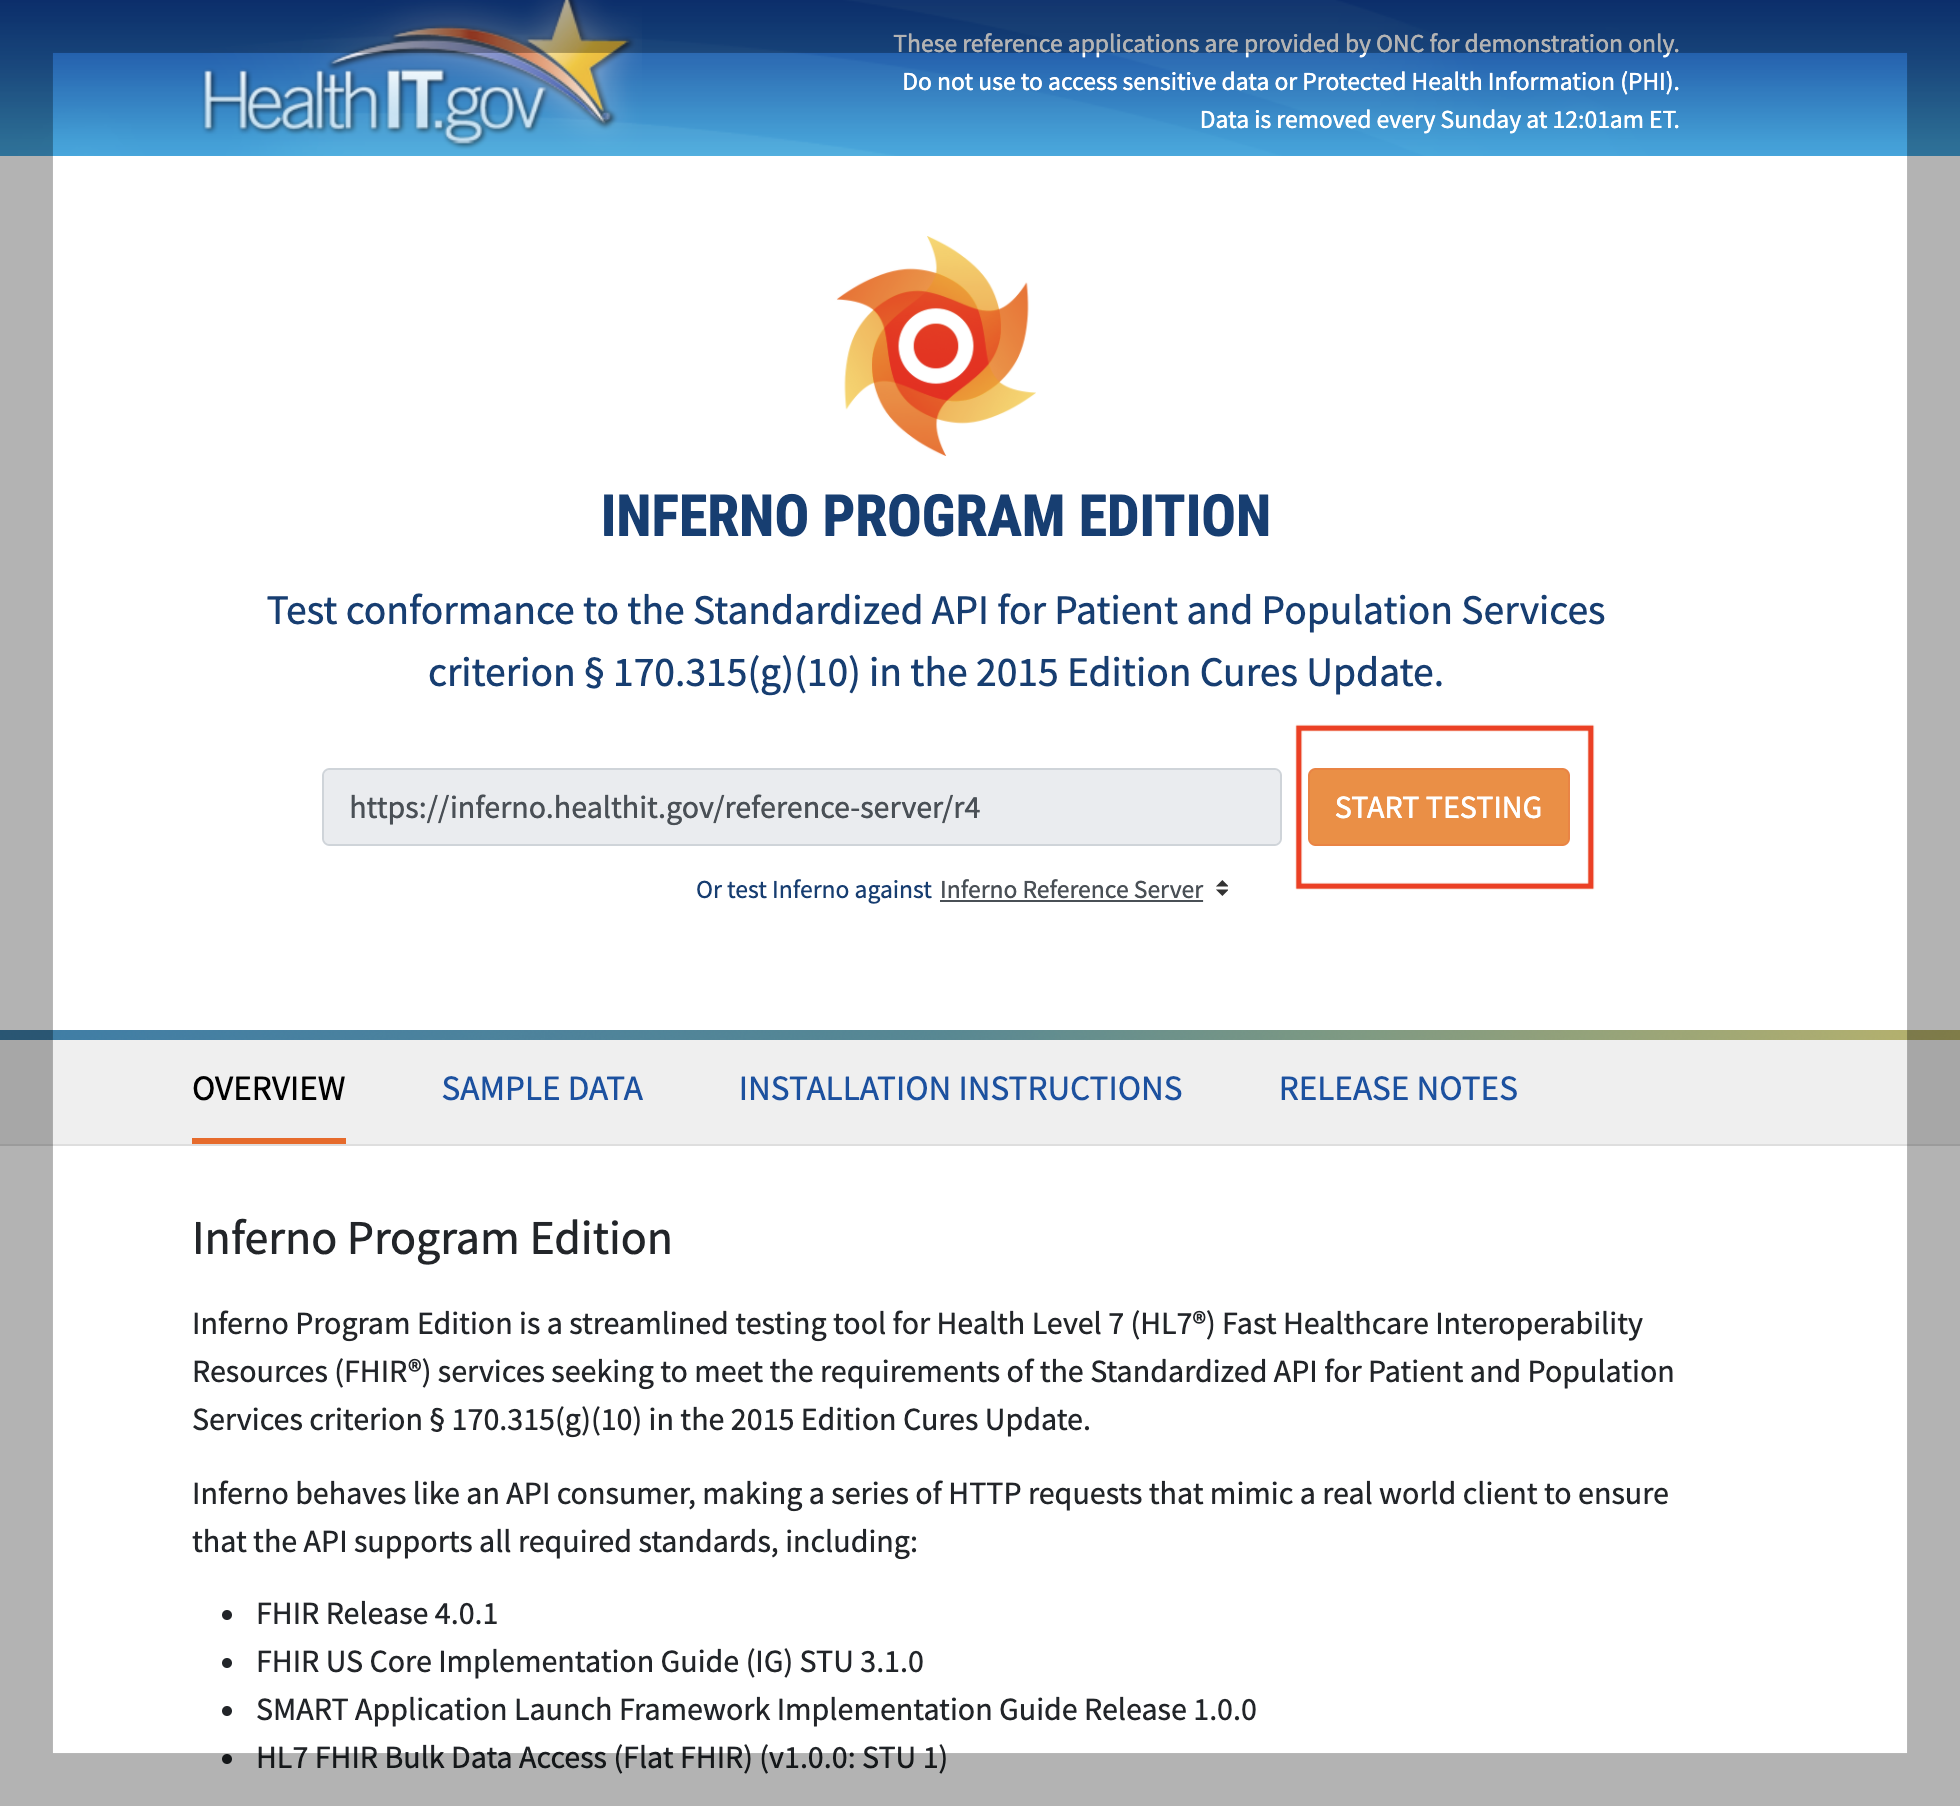 HealthIT.gov
These reference applications are provided by ONC for demonstration only.
Do not use to access sensitive data or Protected Health Information (PHI).
Data is removed every Sunday at 12:01am ET.
INFERNO PROGRAM EDITION
Test conformance to the Standardized API for Patient and Population Services
criterion § 170.315(g)(10) in the 2015 Edition Cures Update.
https://inferno.healthit.gov/reference-server/r4
START TESTING
Or test Inferno against Inferno Reference Server
OVERVIEW SAMPLE DATA INSTALLATION INSTRUCTIONS RELEASE NOTES
Inferno Program Edition
Inferno Program Edition is a streamlined testing tool for Health Level 7 (HL7®) Fast Healthcare Interoperability
Resources (FHIR®) services seeking to meet the requirements of the Standardized API for Patient and Population
Services criterion § 170.315(g)(10) in the 2015 Edition Cures Update.
Inferno behaves like an API consumer, making a series of HTTP requests that mimic a real world client to ensure
that the API supports all required standards, including:
• FHIR Release 4.0.1
• FHIR US Core Implementation Guide (IG) STU 3.1.0
• SMART Application Launch Framework Implementation Guide Release 1.0.0
• HL7 FHIR Bulk Data Access (Flat FHIR) (v1.0.0: STU 1)